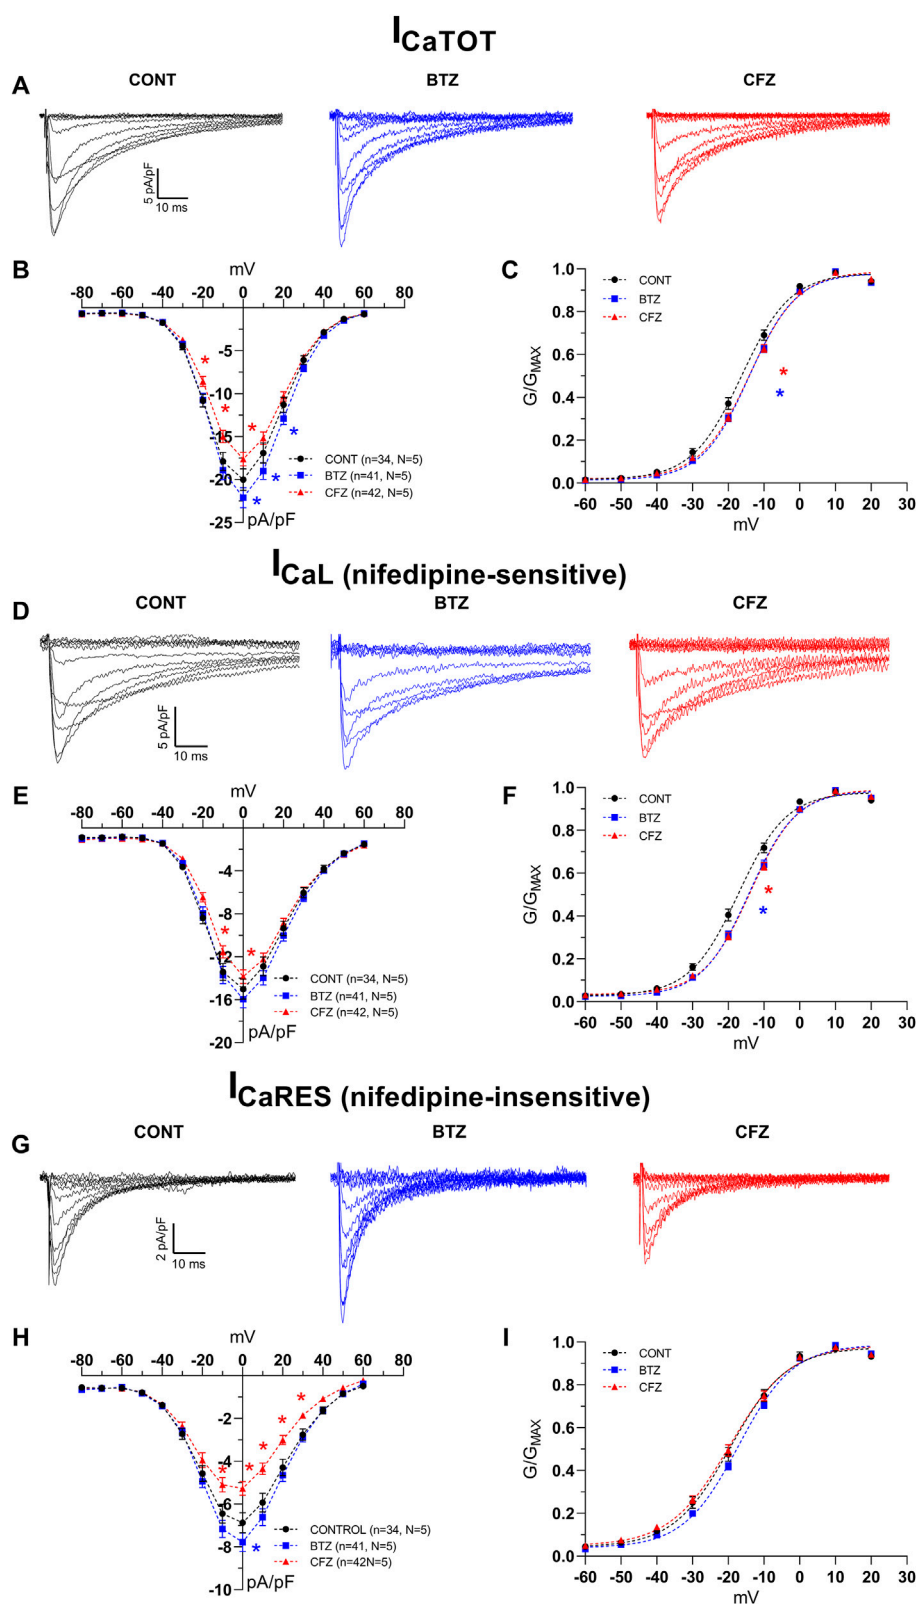 ICaTOT
A
CONT
BTZ
CFZ
5 pA/pF
10 ms
B
mV
-80 -60 -40 -20 0 20 40 60 80
-5
-10
-15
-20
-25
pA/pF
*
*
*
*
*
*
CONT (n=34, N=5)
BTZ (n=41, N=5)
CFZ (n=42, N=5)
C
CONT
BTZ
CFZ
G/GMAX
1.0
0.8
0.6
0.4
0.2
0.0
*
*
-60 -50 -40 -30 -20 -10 0 10 20 30
mV
ICaL (nifedipine-sensitive)
D
CONT
BTZ
CFZ
5 pA/pF
10 ms
E
mV
-80 -60 -40 -20 0 20 40 60 80
-4
-8
-12
-16
-20
pA/pF
*
*
CONT (n=34, N=5)
BTZ (n=41, N=5)
CFZ (n=42, N=5)
F
CONT
BTZ
CFZ
G/GMAX
1.0
0.8
0.6
0.4
0.2
0.0
*
*
-60 -50 -40 -30 -20 -10 0 10 20 30
mV
ICaRES (nifedipine-insensitive)
G
CONT
BTZ
CFZ
2 pA/pF
10 ms
H
mV
-80 -60 -40 -20 0 20 40 60 80
-2
-4
-6
-8
-10
pA/pF
*
*
*
*
*
*
CONTROL (n=34, N=5)
BTZ (n=41, N=5)
CFZ (n=42N=5)
I
CONT
BTZ
CFZ
G/GMAX
1.0
0.8
0.6
0.4
0.2
0.0
-60 -50 -40 -30 -20 -10 0 10 20 30
mV